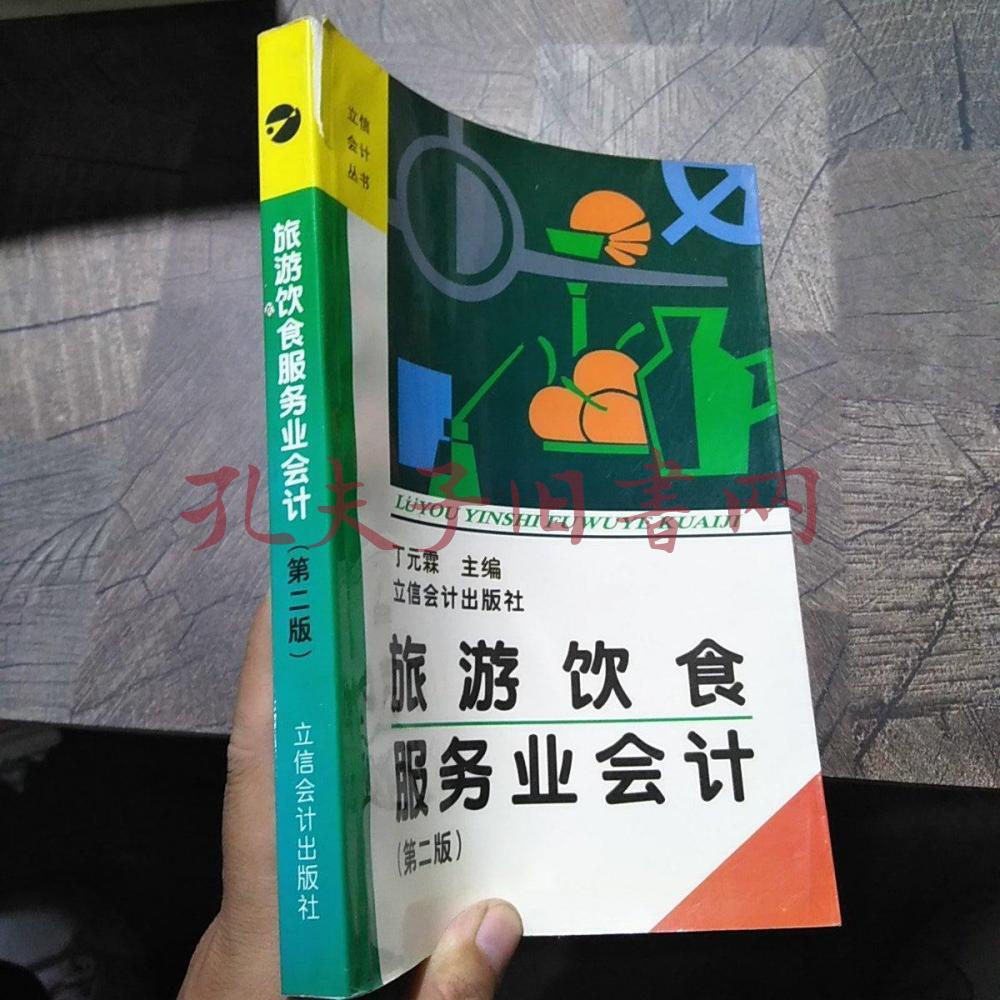 旅游饮食服务业会计
(第二版)
立信会计出版社
立信
会计
丛书
LÜYOU YINSHI FUWUYE KUAIJI
丁元霖 主编
立信会计出版社
旅游饮食
服务业会计
(第二版)
孔夫子旧书网